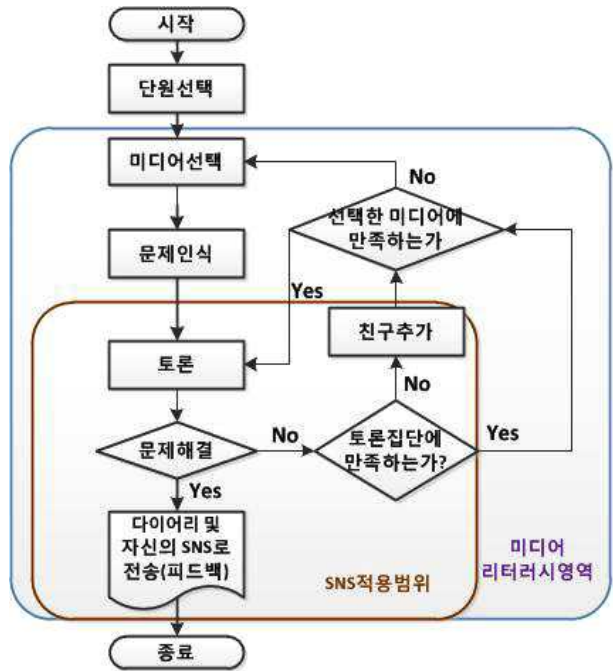 시작
단원선택
미디어선택
No
선택한 미디어에
만족하는가
문제인식
Yes
친구추가
토론
No
문제해결
No
토론집단에
만족하는가?
Yes
Yes
다이어리 및
자신의 SNS로
전송(피드백)
SNS적용범위
미디어
리터러시영역
종료